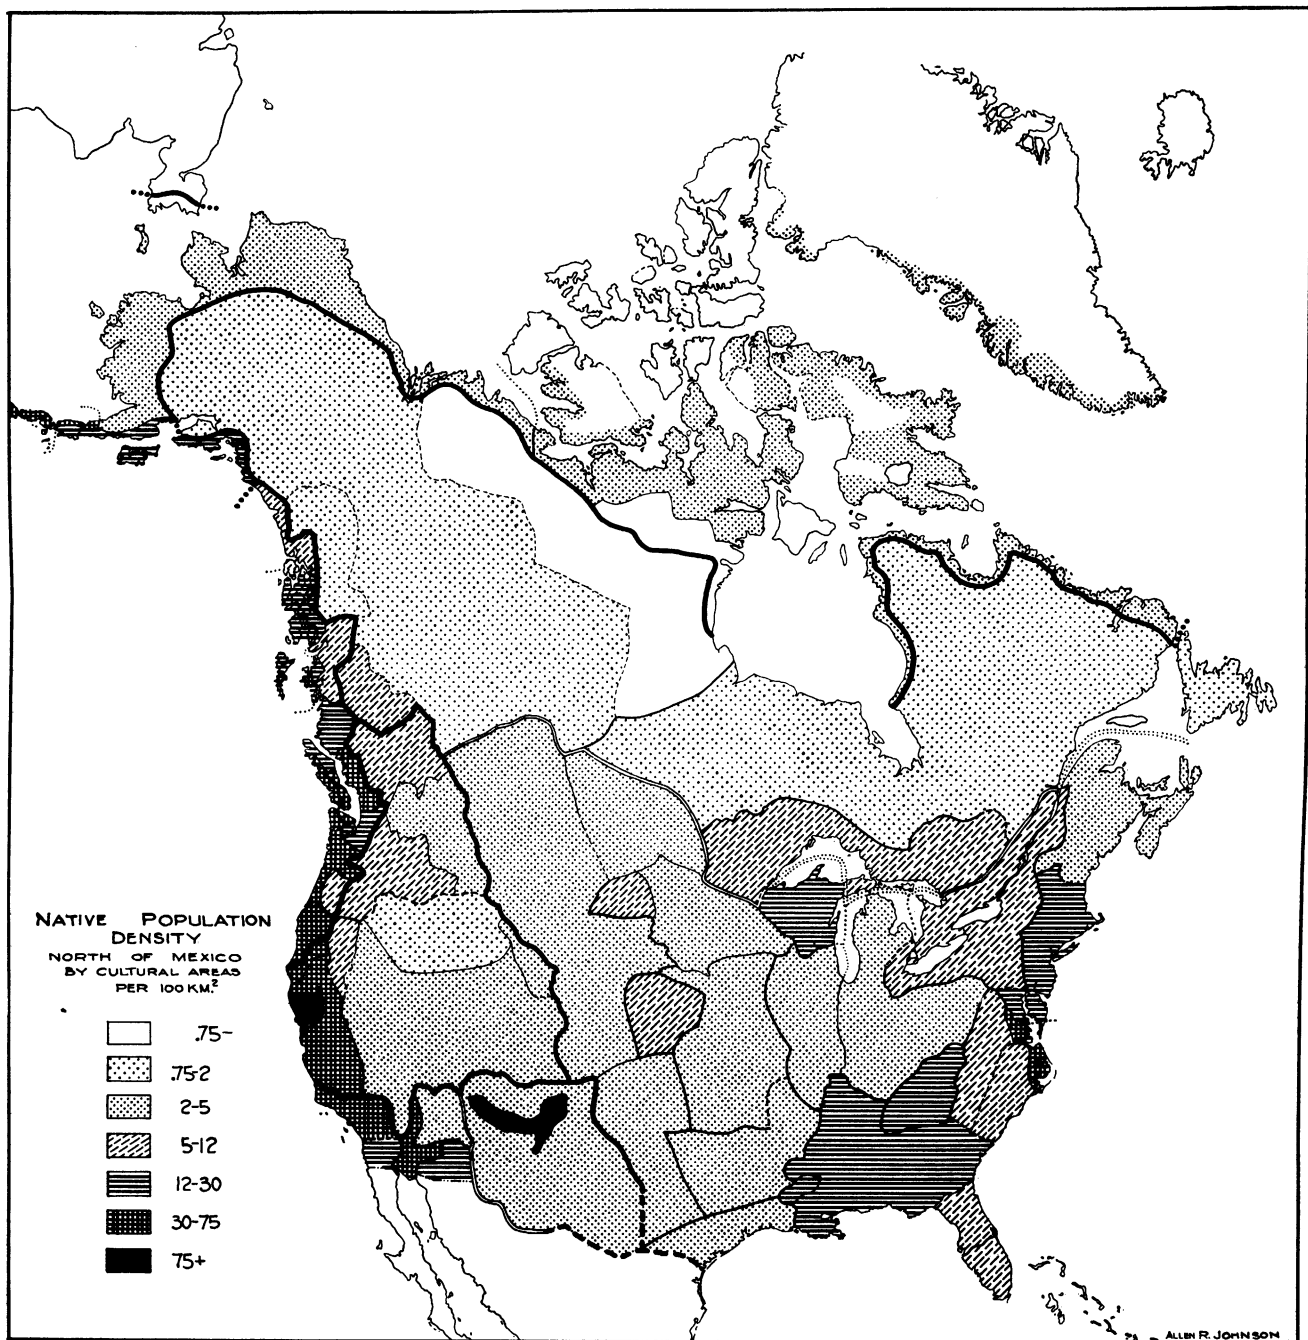 NATIVE POPULATION
DENSITY
NORTH OF MEXICO
BY CULTURAL AREAS
PER 100 KM.²
.75-
.75-2
2-5
5-12
12-30
30-75
75+
ALLEN R. JOHNSON